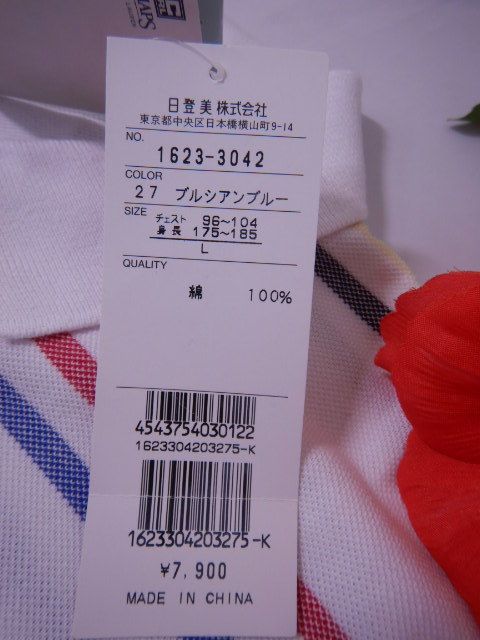 MAPS
日登美株式会社
東京都中央区日本橋横山町9-14
NO.
1623-3042
COLOR
27 プルシアンブルー
SIZE チェスト 96~104
身長 175~185
L
QUALITY
綿 100%
4543754030122
1623304203275-K
1623304203275-K
¥7,900
MADE IN CHINA